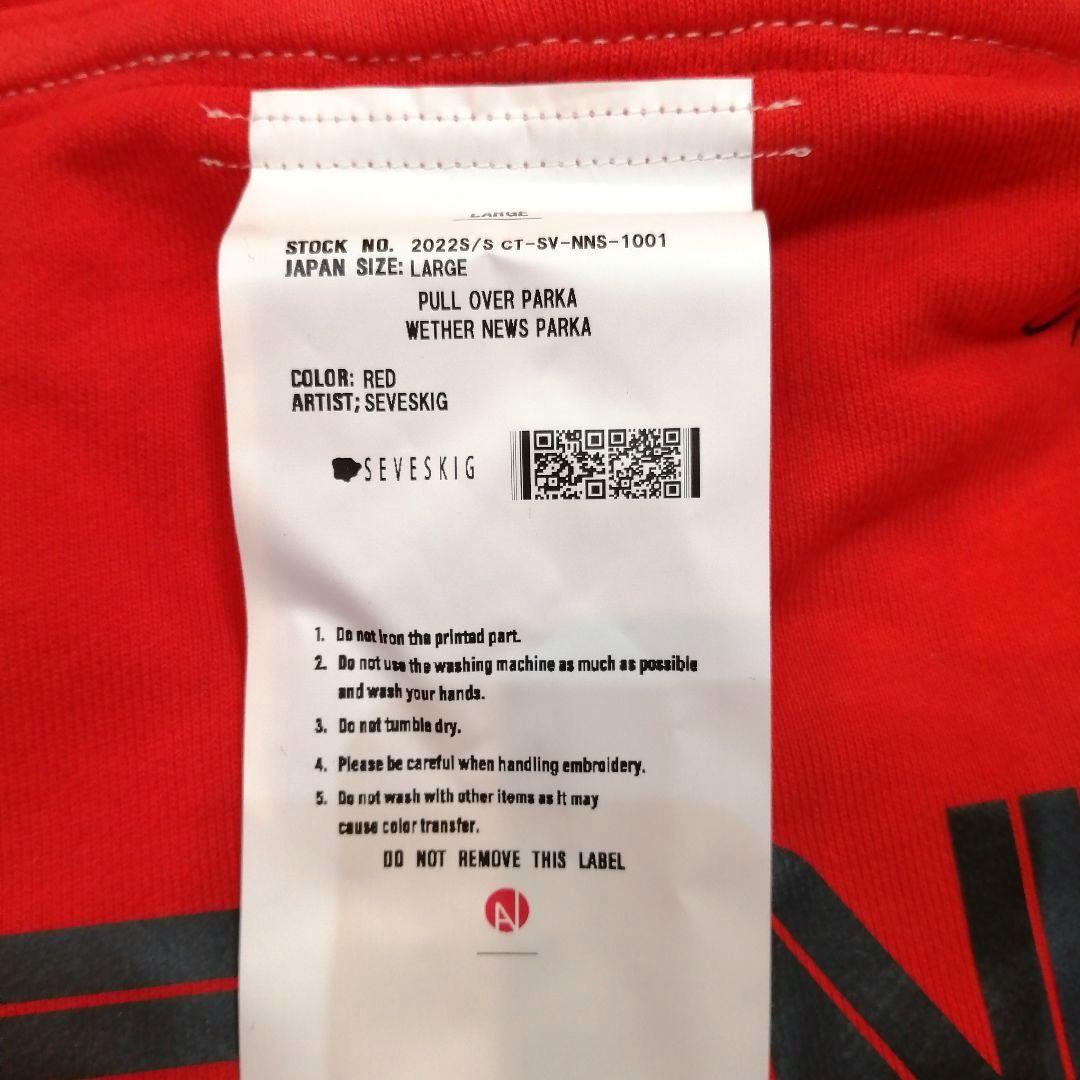 LARGE
STOCK NO. 2022S/S CT-SV-NNS-1001
JAPAN SIZE: LARGE
PULL OVER PARKA
WETHER NEWS PARKA
COLOR: RED
ARTIST; SEVESKIG
SEVESKIG
1. Do not Iron the printed part.
2. Do not use the washing machine as much as possible
and wash your hands.
3. Do not tumble dry.
4. Please be careful when handling embroidery.
5. Do not wash with other items as it may
cause color transfer.
DO NOT REMOVE THIS LABEL